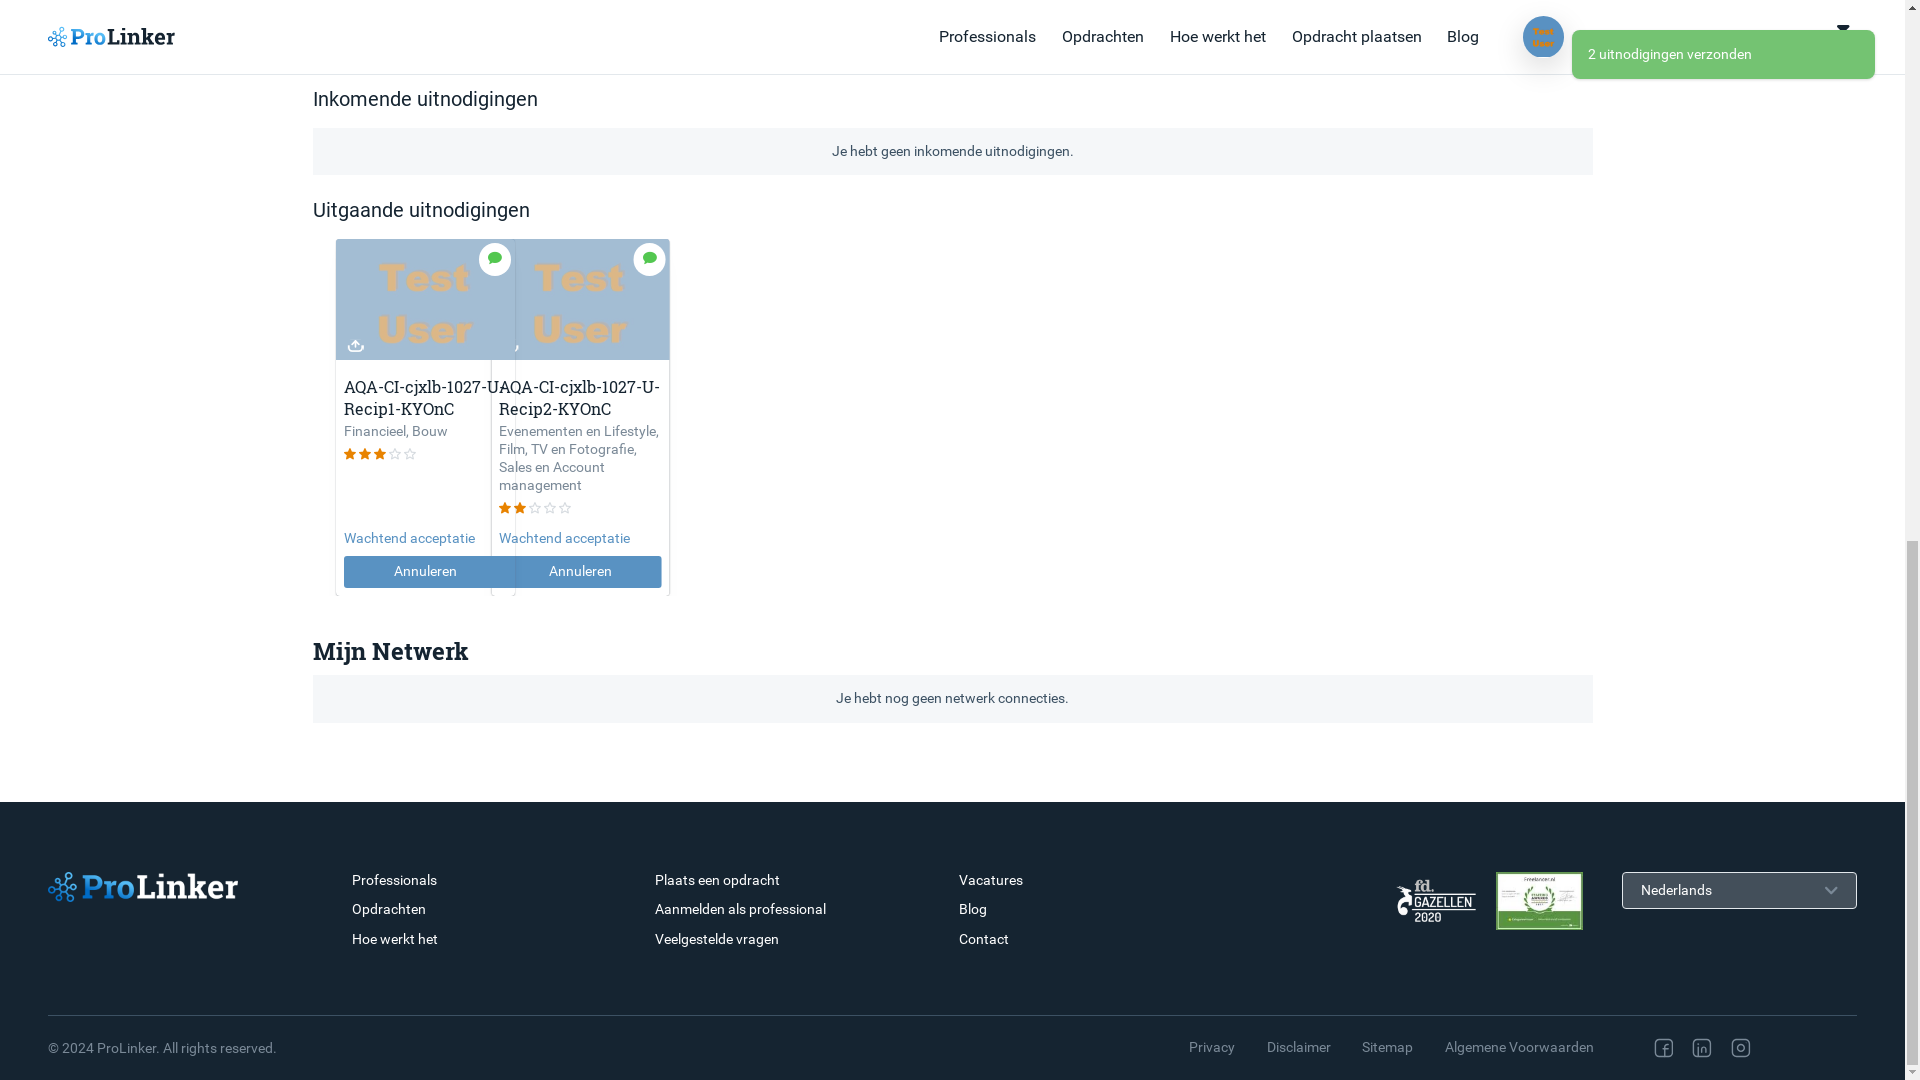 ProLinker
Professionals
Opdrachten
Hoe werkt het
Opdracht plaatsen
Blog
Test
User
2 uitnodigingen verzonden
Inkomende uitnodigingen
Je hebt geen inkomende uitnodigingen.
Uitgaande uitnodigingen
Test
User
AQA-CI-cjxlb-1027-U-
Recip1-KYOnC
Financieel, Bouw
Wachtend acceptatie
Annuleren
Test
User
AQA-CI-cjxlb-1027-U-
Recip2-KYOnC
Evenementen en Lifestyle,
Film, TV en Fotografie,
Sales en Account
management
Wachtend acceptatie
Annuleren
Mijn Netwerk
Je hebt nog geen netwerk connecties.
ProLinker
Professionals
Opdrachten
Hoe werkt het
Plaats een opdracht
Aanmelden als professional
Veelgestelde vragen
Vacatures
Blog
Contact
fd.
GAZELLEN
2020
Nederlands
© 2024 ProLinker. All rights reserved.
Privacy
Disclaimer
Sitemap
Algemene Voorwaarden